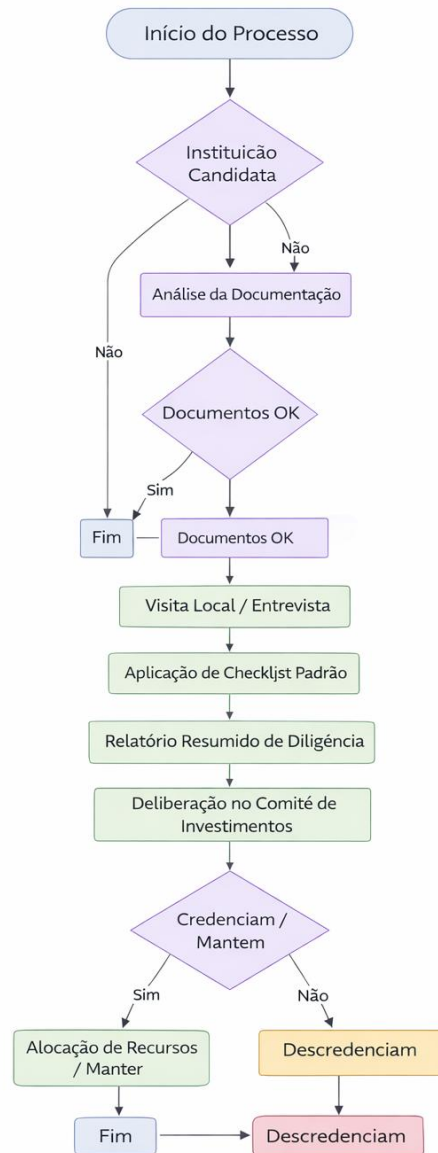 Início do Processo
Instituicão
Candidata
Não
Análise da Documentação
Não
Documentos OK
Sim
Fim
Documentos OK
Visita Local / Entrevista
Aplicação de Checkljst Padrão
Relatório Resumido de Diligéncia
Deliberação no Comité de
Investimentos
Credenciam /
Mantem
Sim
Não
Alocação de Recursos
/ Manter
Descredenciam
Fim
Descredenciam